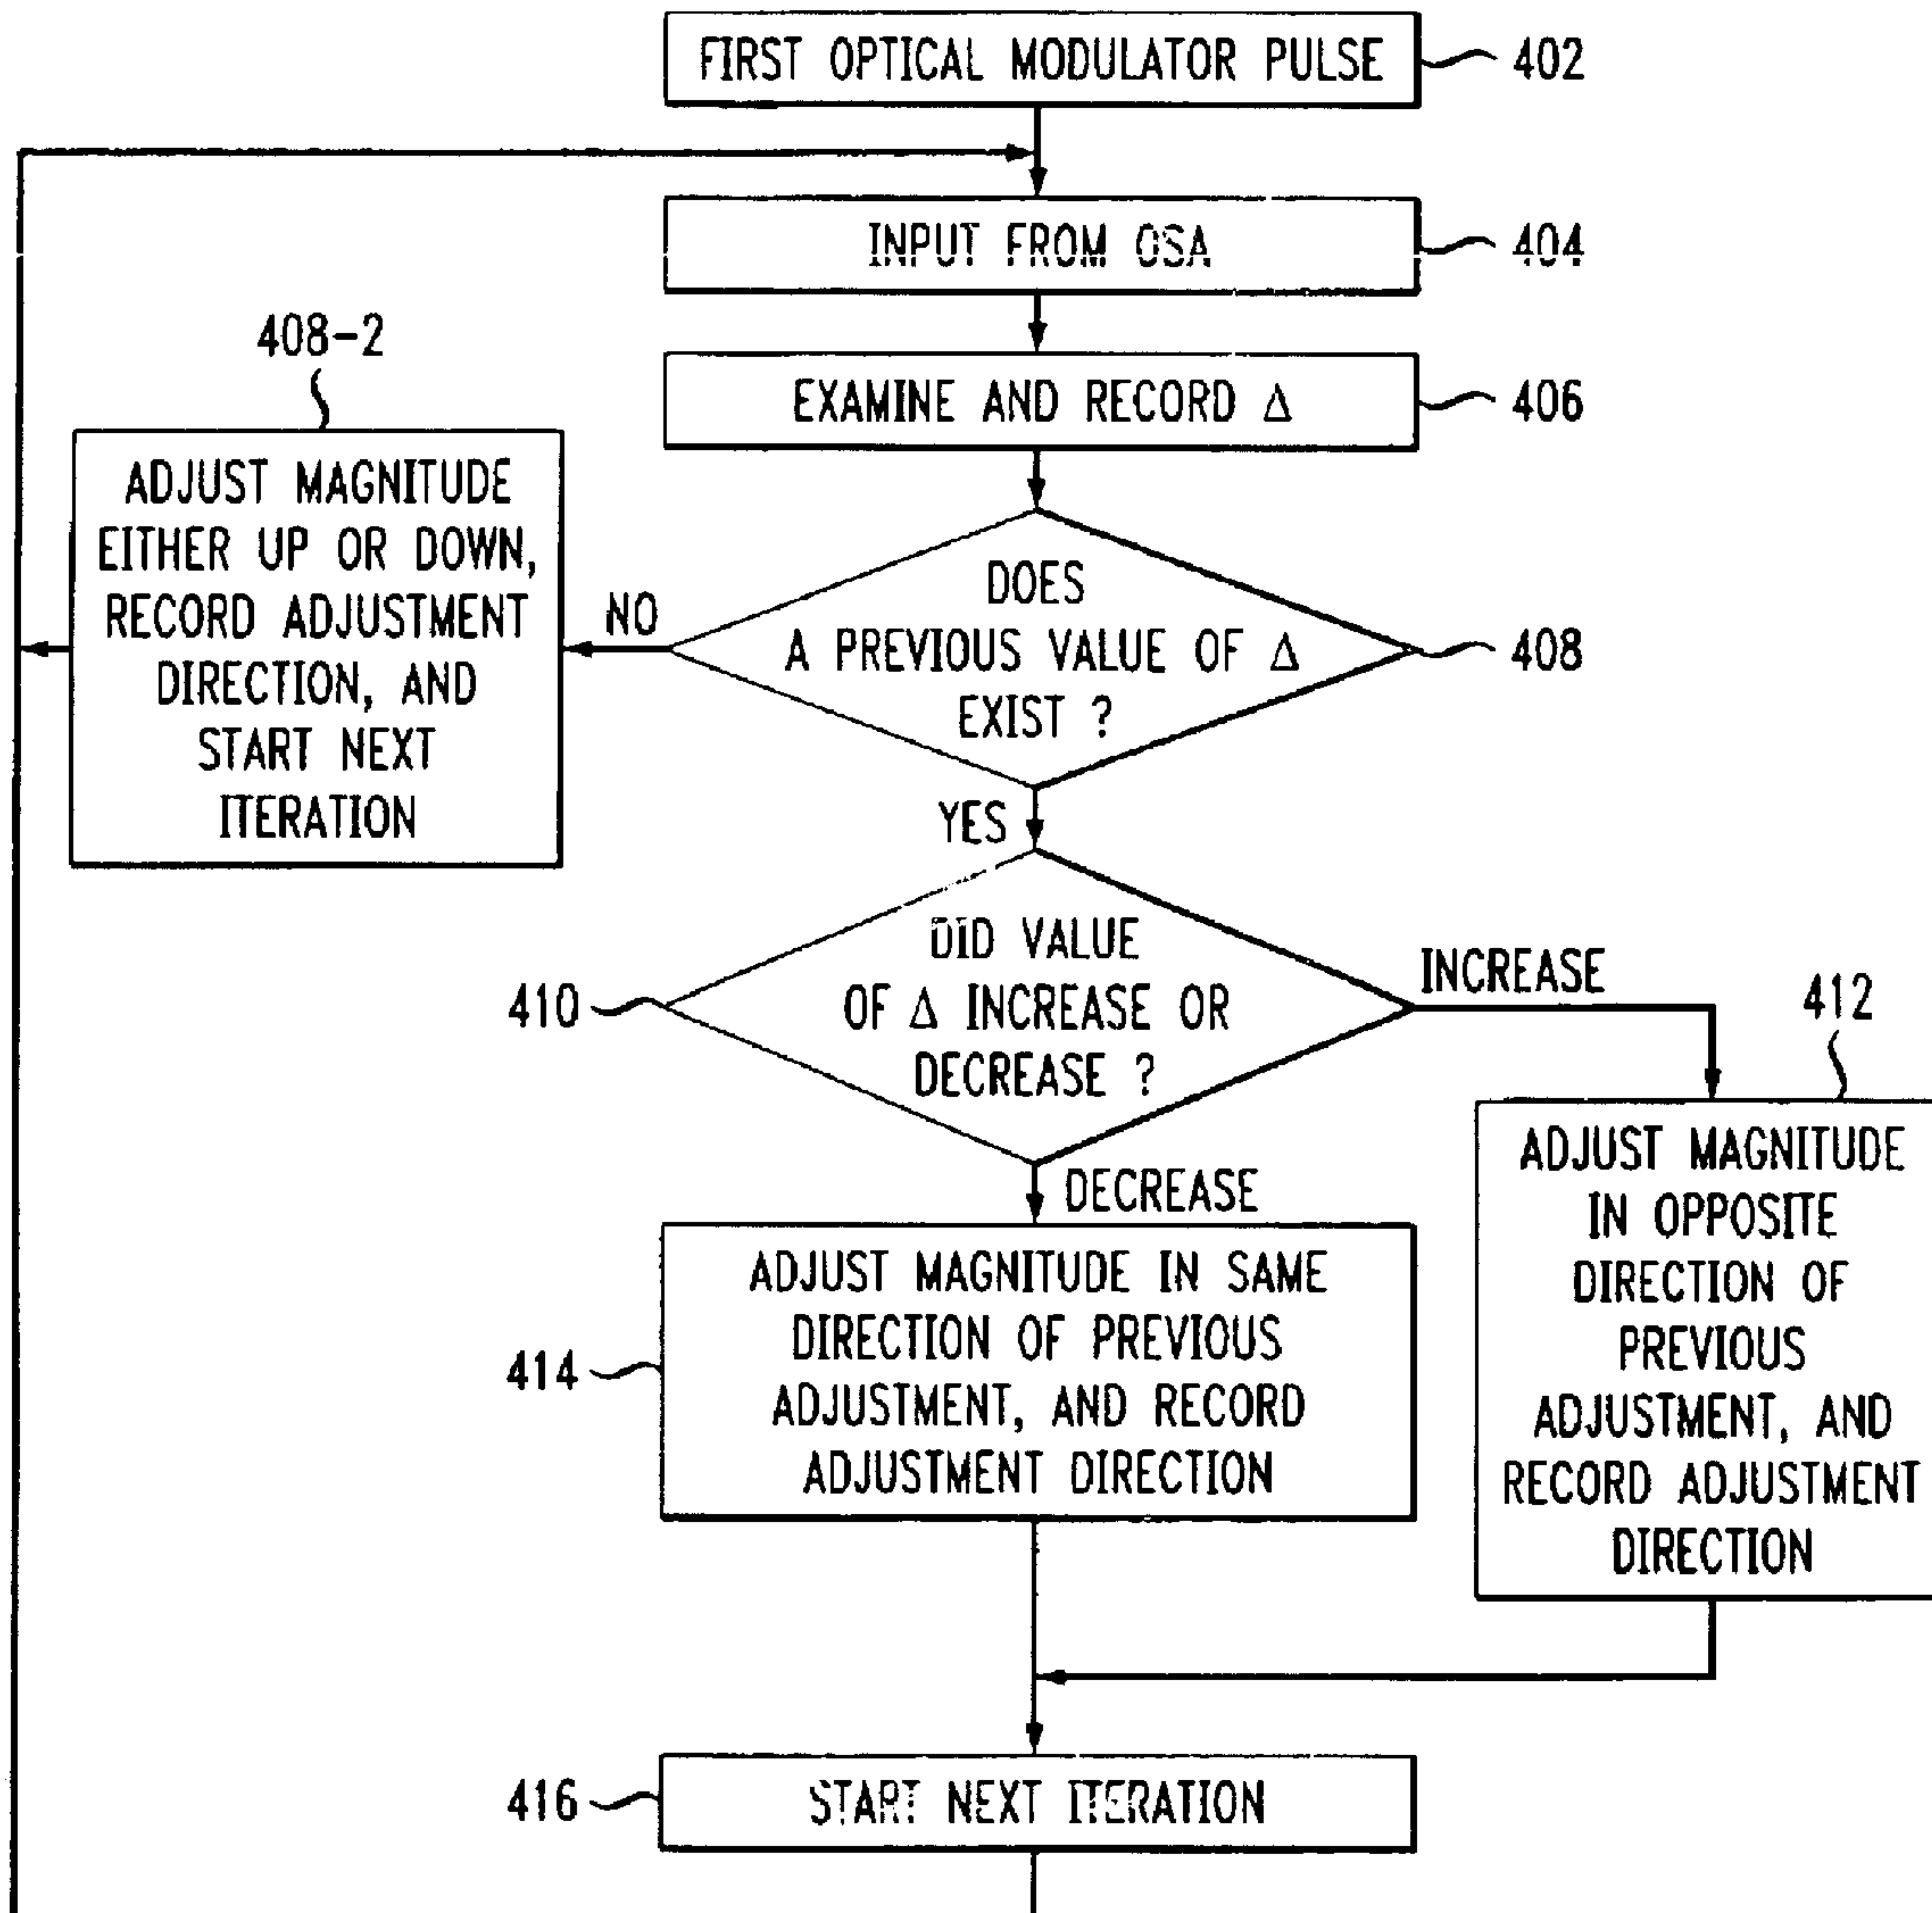 FIRST OPTICAL MODULATOR PULSE
402
INPUT FROM OSA
404
408-2
EXAMINE AND RECORD Δ
406
ADJUST MAGNITUDE
EITHER UP OR DOWN,
RECORD ADJUSTMENT
DIRECTION, AND
START NEXT
ITERATION
NO
DOES
A PREVIOUS VALUE OF Δ
EXIST ?
408
YES
DID VALUE
OF Δ INCREASE OR
DECREASE ?
410
INCREASE
412
DECREASE
ADJUST MAGNITUDE
IN OPPOSITE
DIRECTION OF
PREVIOUS
ADJUSTMENT, AND
RECORD ADJUSTMENT
DIRECTION
ADJUST MAGNITUDE IN SAME
DIRECTION OF PREVIOUS
ADJUSTMENT, AND RECORD
ADJUSTMENT DIRECTION
414
416
START NEXT ITERATION